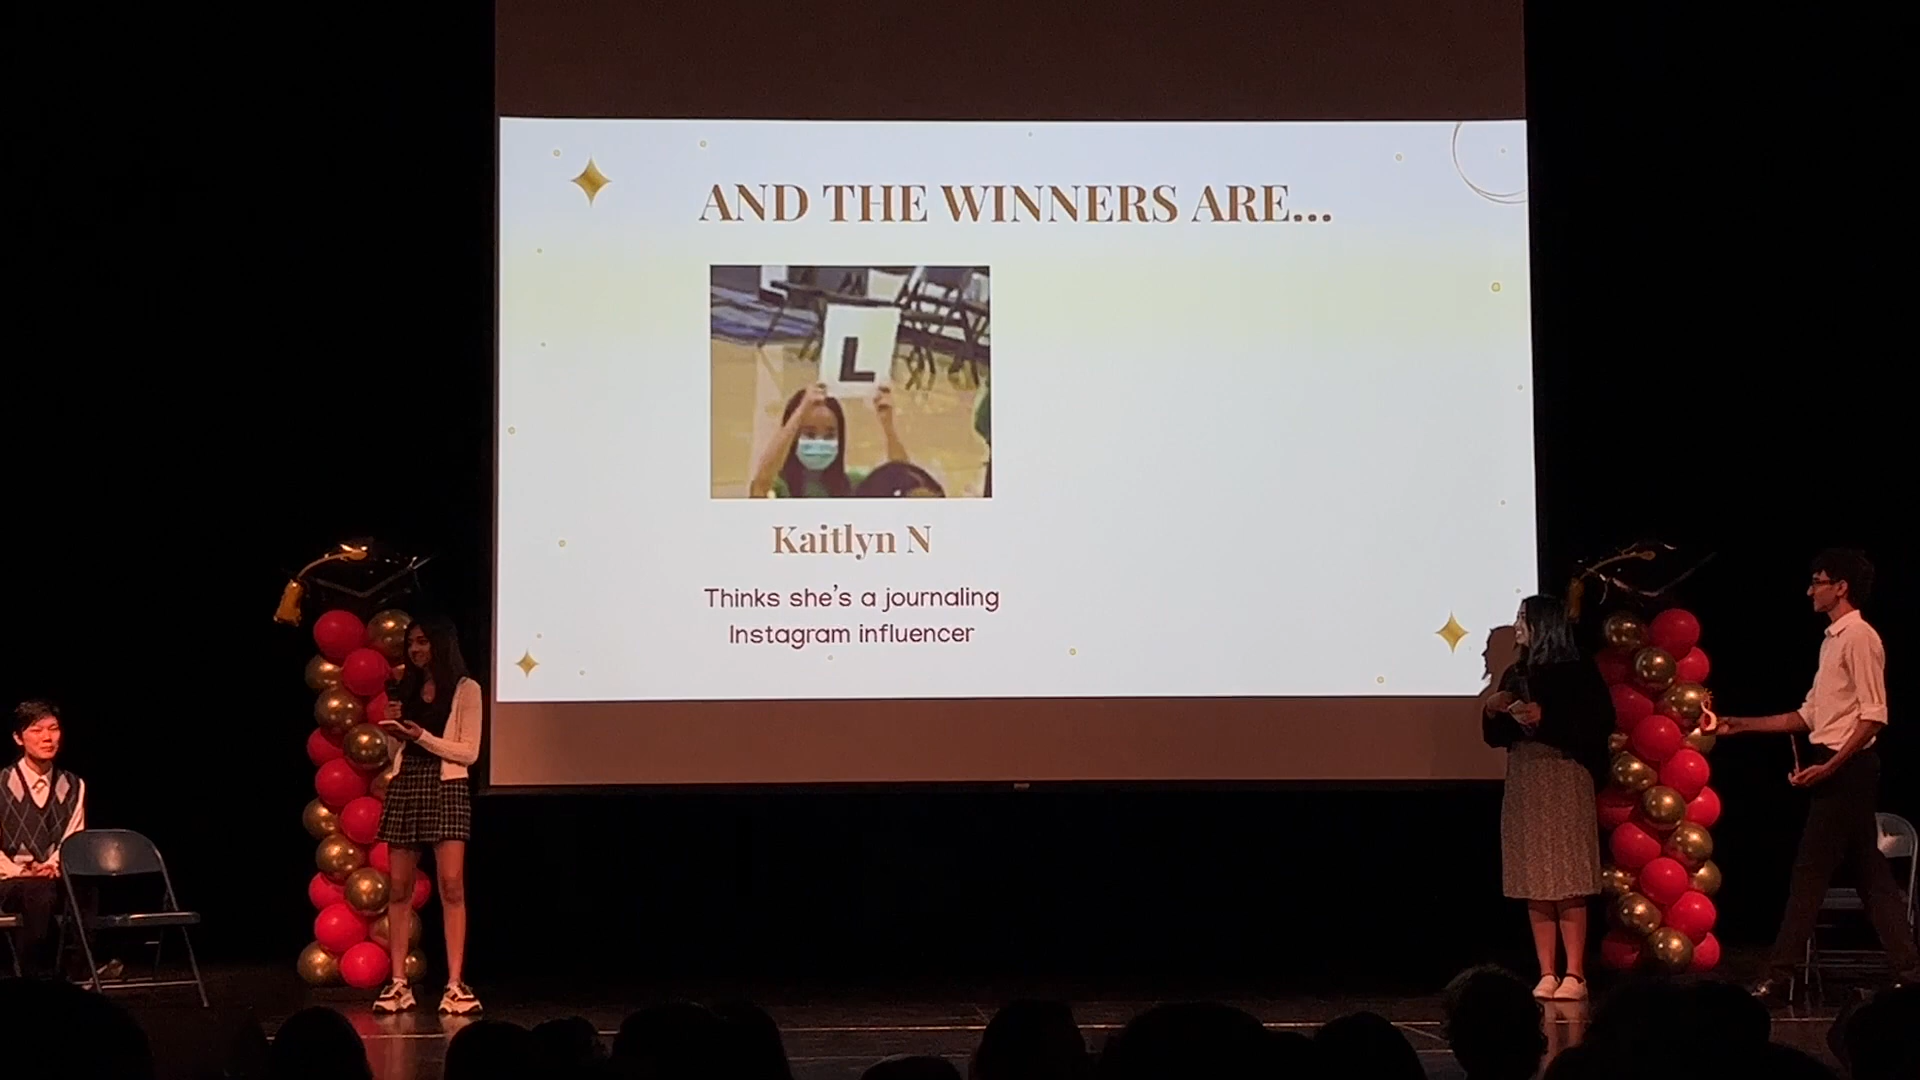 AND THE WINNERS ARE...
L
Kaitlyn N
Thinks she's a journaling
Instagram influencer